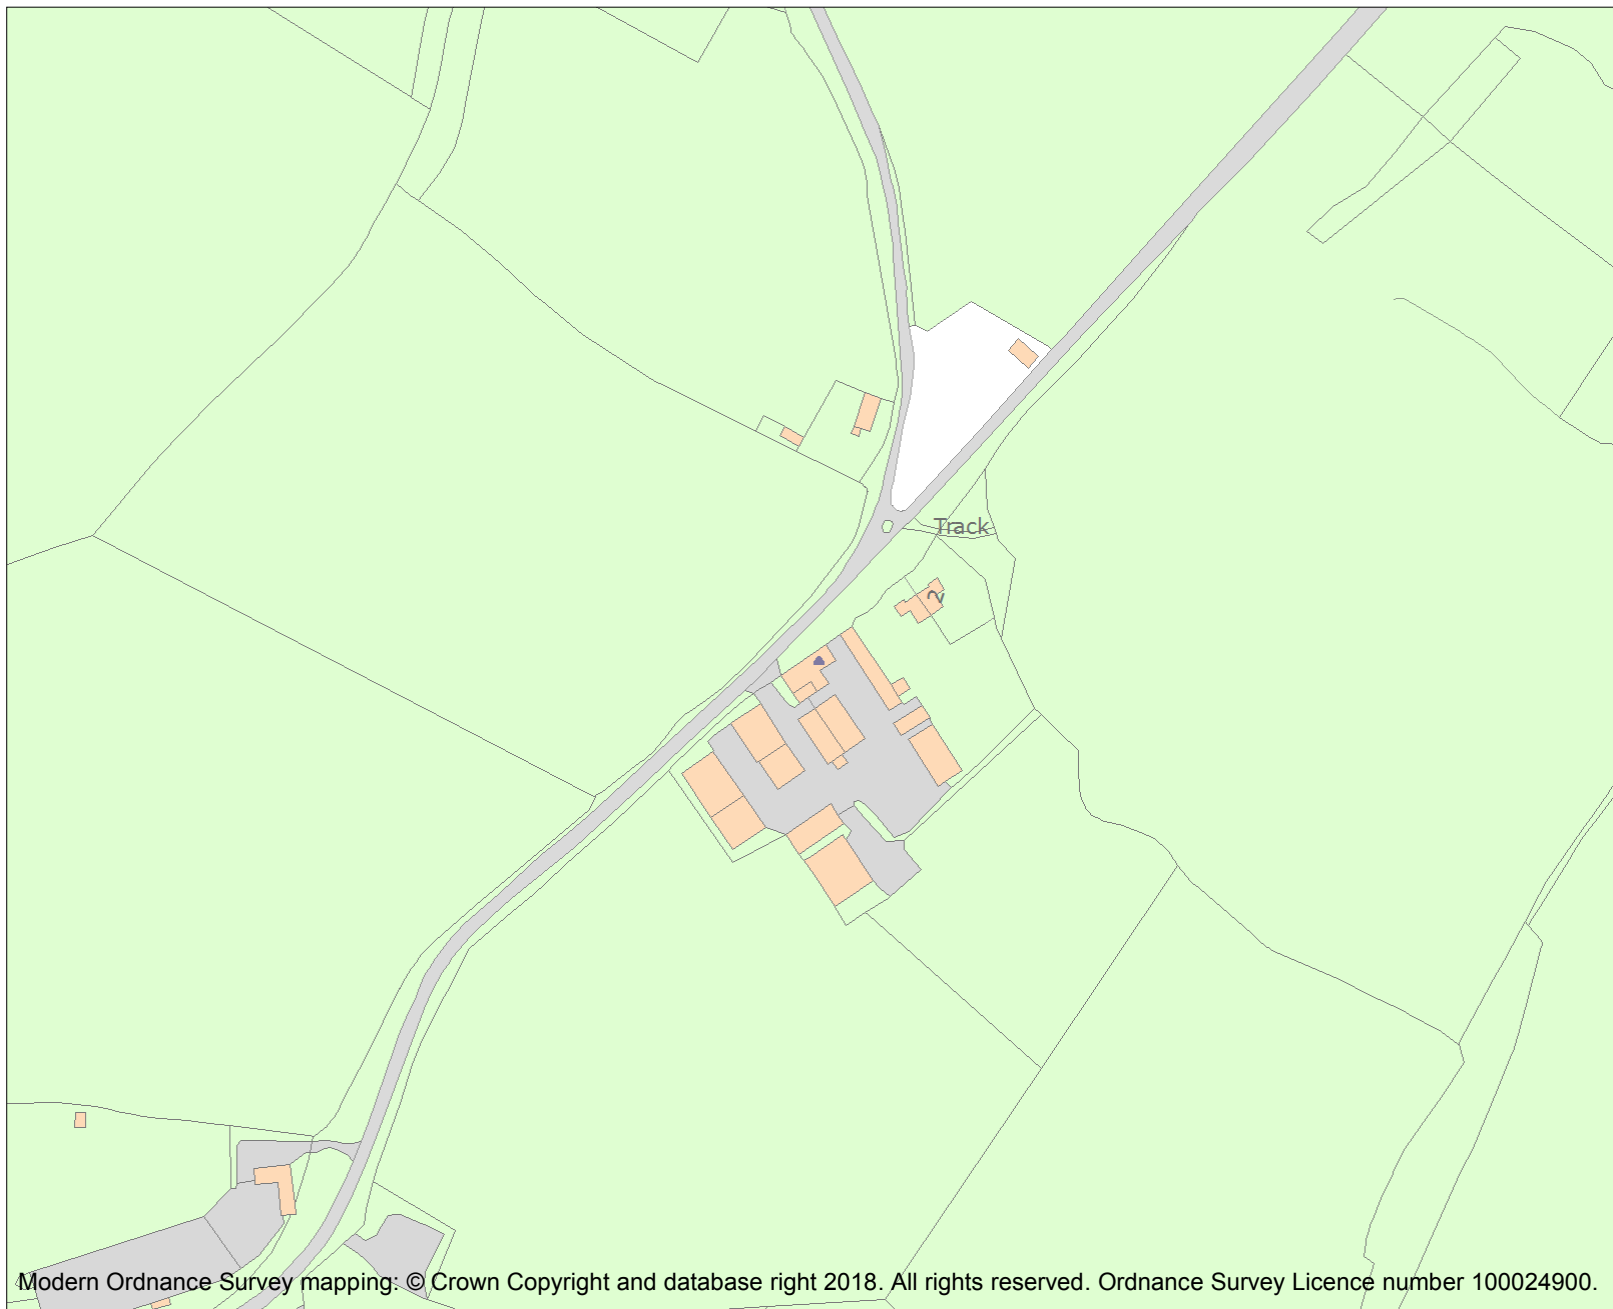 Track
2
Modern Ordnance Survey mapping: © Crown Copyright and database right 2018. All rights reserved. Ordnance Survey Licence number 100024900.